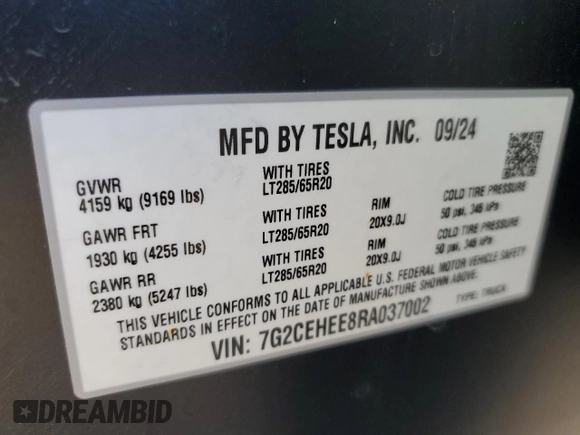 MFD BY TESLA, INC. 09/24
GVWR WITH TIRES
4159 kg (9169 lbs) LT285/65R20
GAWR FRT WITH TIRES RIM COLD TIRE PRESSURE
1930 kg (4255 lbs) LT285/65R20 20X9.0J 50 psi, 345 kPa
GAWR RR WITH TIRES RIM COLD TIRE PRESSURE
2380 kg (5247 lbs) LT285/65R20 20X9.0J 50 psi, 345 kPa
THIS VEHICLE CONFORMS TO ALL APPLICABLE U.S. FEDERAL MOTOR VEHICLE SAFETY
STANDARDS IN EFFECT ON THE DATE OF MANUFACTURE SHOWN ABOVE.
VIN: 7G2CEHEE8RA037002 TYPE: TRUCK
DREAMBID